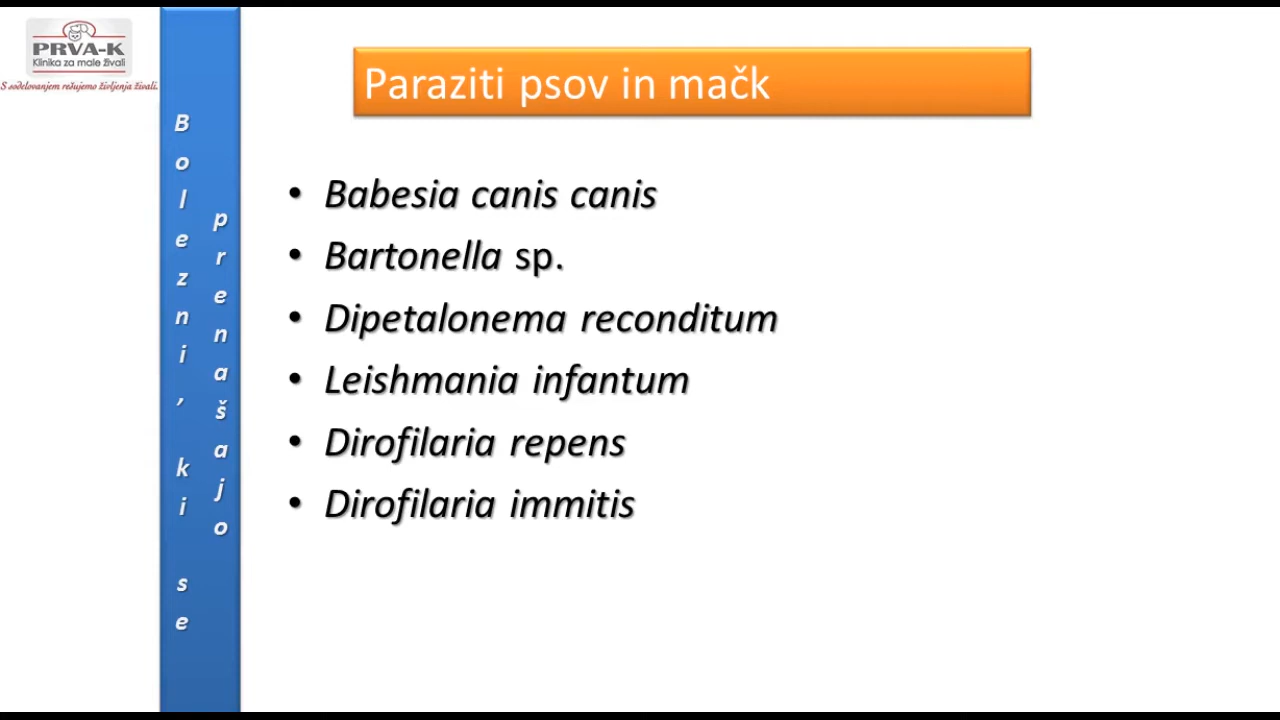 PRVA-K
Klinika za male živali
S sodelovanjem rešujemo življenja živali.
Bolezni, ki se
prenašajo
Paraziti psov in mačk
• Babesia canis canis
• Bartonella sp.
• Dipetalonema reconditum
• Leishmania infantum
• Dirofilaria repens
• Dirofilaria immitis